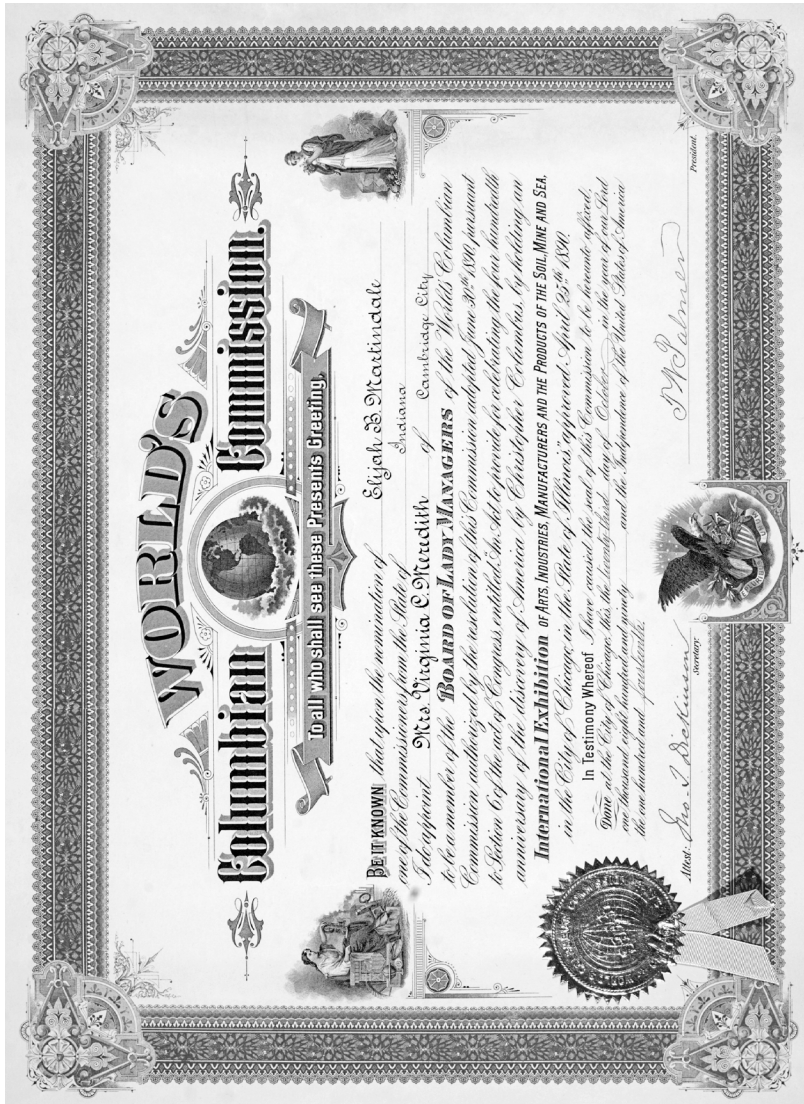 WORLD'S
Columbian Commission.
To all who shall see these Presents Greeting,
BE IT KNOWN that upon the nomination of Elijah B. Martindale
one of the Commissioners from the State of Indiana
I do appoint Mrs. Virginia C. Meredith of Cambridge City
to be a member of the BOARD OF LADY MANAGERS of the World's Columbian
Commission authorized by the resolution of this Commission adopted June 30th 1890, pursuant
to Section 6 of the act of Congress entitled "An Act to provide for celebrating the four hundredth
anniversary of the discovery of America by Christopher Columbus, by holding an
International Exhibition OF ARTS, INDUSTRIES, MANUFACTURERS AND THE PRODUCTS OF THE SOIL, MINE AND SEA,
in the City of Chicago, in the State of Illinois," approved April 25th 1890.
In Testimony Whereof I have caused the seal of this Commission to be hereunto affixed.
Done at the City of Chicago, this the twenty third day of October in the year of our Lord
one thousand eight hundred and ninety and the Independence of the United States of America
the one hundred and fourteenth.
Attest: Jno. T. Dickinson
Secretary.
T W Palmer
President.